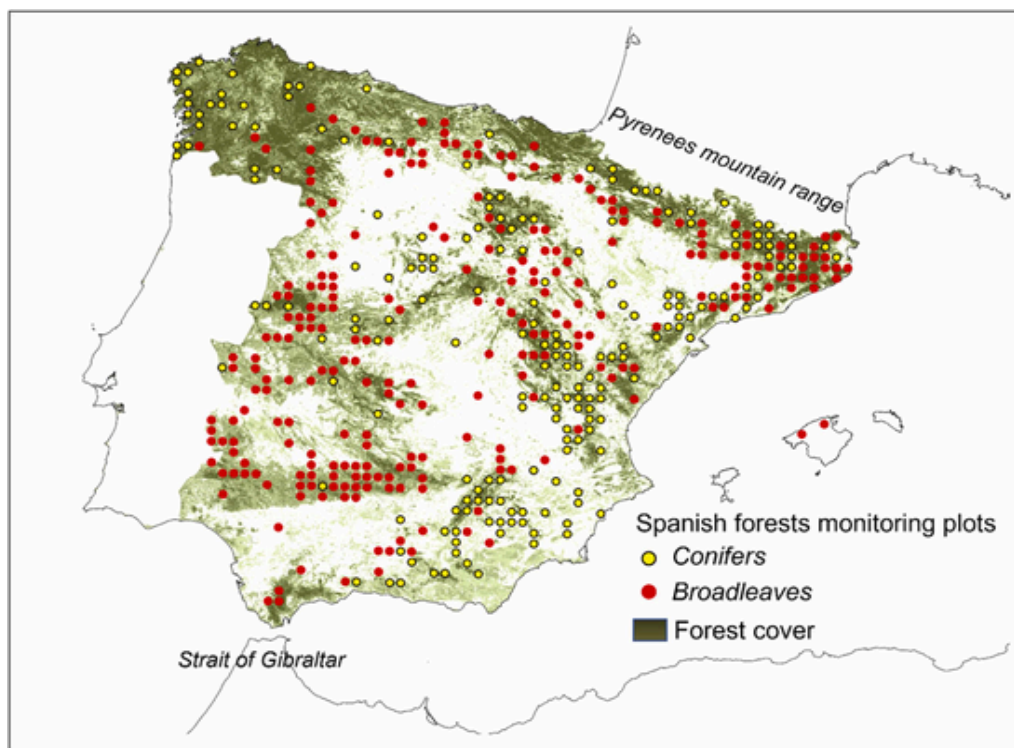 Pyrenees mountain range
Spanish forests monitoring plots
Conifers
Broadleaves
Forest cover
Strait of Gibraltar